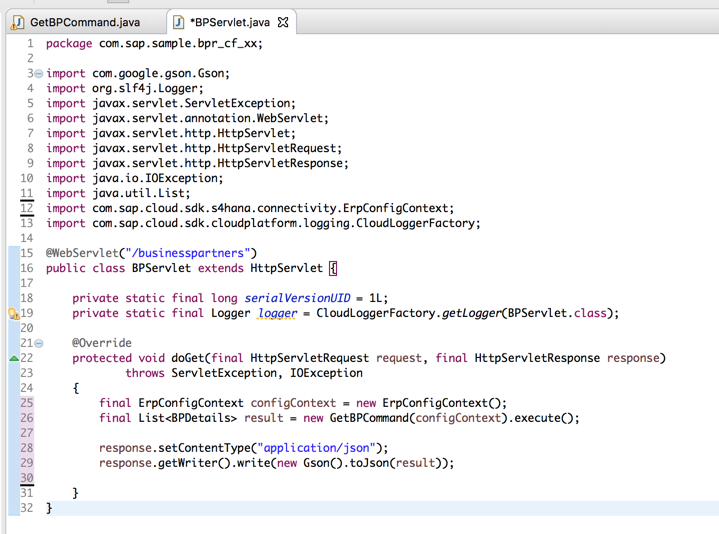 GetBPCommand.java *BPServlet.java
1 package com.sap.sample.bpr_cf_xx;
2
3 import com.google.gson.Gson;
4 import org.slf4j.Logger;
5 import javax.servlet.ServletException;
6 import javax.servlet.annotation.WebServlet;
7 import javax.servlet.http.HttpServlet;
8 import javax.servlet.http.HttpServletRequest;
9 import javax.servlet.http.HttpServletResponse;
10 import java.io.IOException;
11 import java.util.List;
12 import com.sap.cloud.sdk.s4hana.connectivity.ErpConfigContext;
13 import com.sap.cloud.sdk.cloudplatform.logging.CloudLoggerFactory;
14
15 @WebServlet("/businesspartners")
16 public class BPServlet extends HttpServlet {
17
18 private static final long serialVersionUID = 1L;
19 private static final Logger logger = CloudLoggerFactory.getLogger(BPServlet.class);
20
21 @Override
22 protected void doGet(final HttpServletRequest request, final HttpServletResponse response)
23 throws ServletException, IOException
24 {
25 final ErpConfigContext configContext = new ErpConfigContext();
26 final List<BPDetails> result = new GetBPCommand(configContext).execute();
27
28 response.setContentType("application/json");
29 response.getWriter().write(new Gson().toJson(result));
30
31 }
32 }